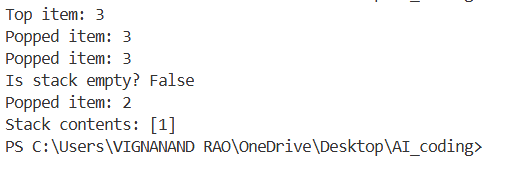 Top item: 3
Popped item: 3
Popped item: 3
Is stack empty? False
Popped item: 2
Stack contents: [1]
PS C:\Users\VIGNANAND RAO\OneDrive\Desktop\AI_coding>